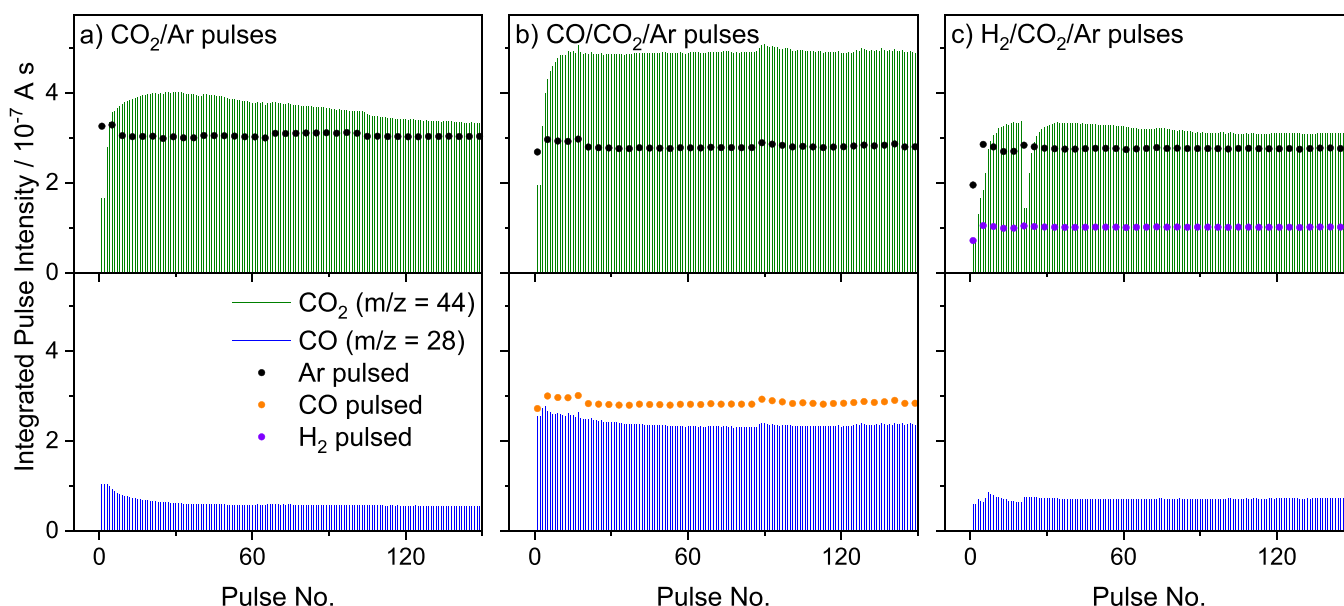 a) CO₂/Ar pulses
b) CO/CO₂/Ar pulses
c) H₂/CO₂/Ar pulses
Integrated Pulse Intensity / 10⁻⁷ A s
4
2
0
CO₂ (m/z = 44)
CO (m/z = 28)
Ar pulsed
CO pulsed
H₂ pulsed
4
2
0
0 60 120
0 60 120
0 60 120
Pulse No.
Pulse No.
Pulse No.